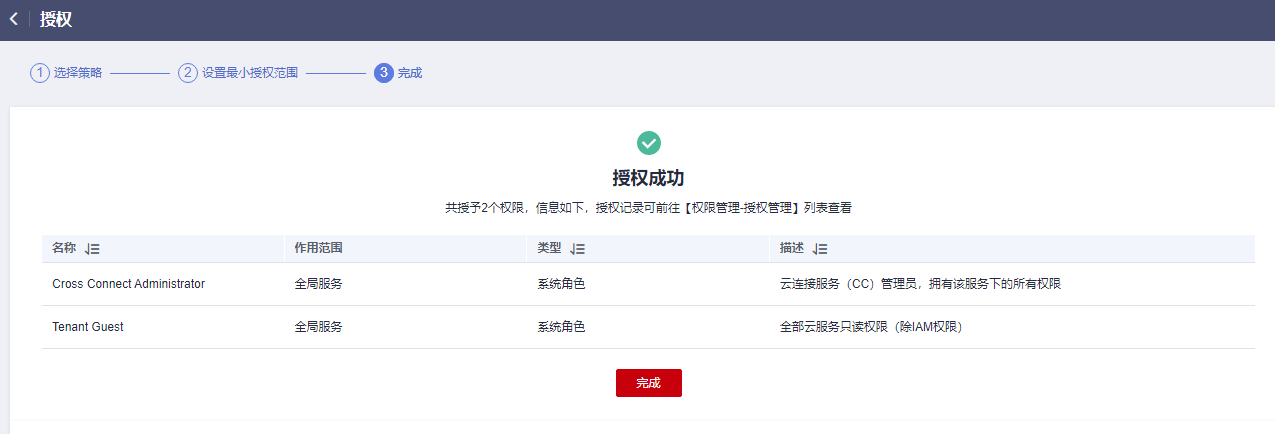 授权
1 选择策略 2 设置最小授权范围 3 完成
授权成功
共授予2个权限，信息如下，授权记录可前往【权限管理-授权管理】列表查看
名称 作用范围 类型 描述
Cross Connect Administrator 全局服务 系统角色 云连接服务（CC）管理员，拥有该服务下的所有权限
Tenant Guest 全局服务 系统角色 全部云服务只读权限（除IAM权限）
完成